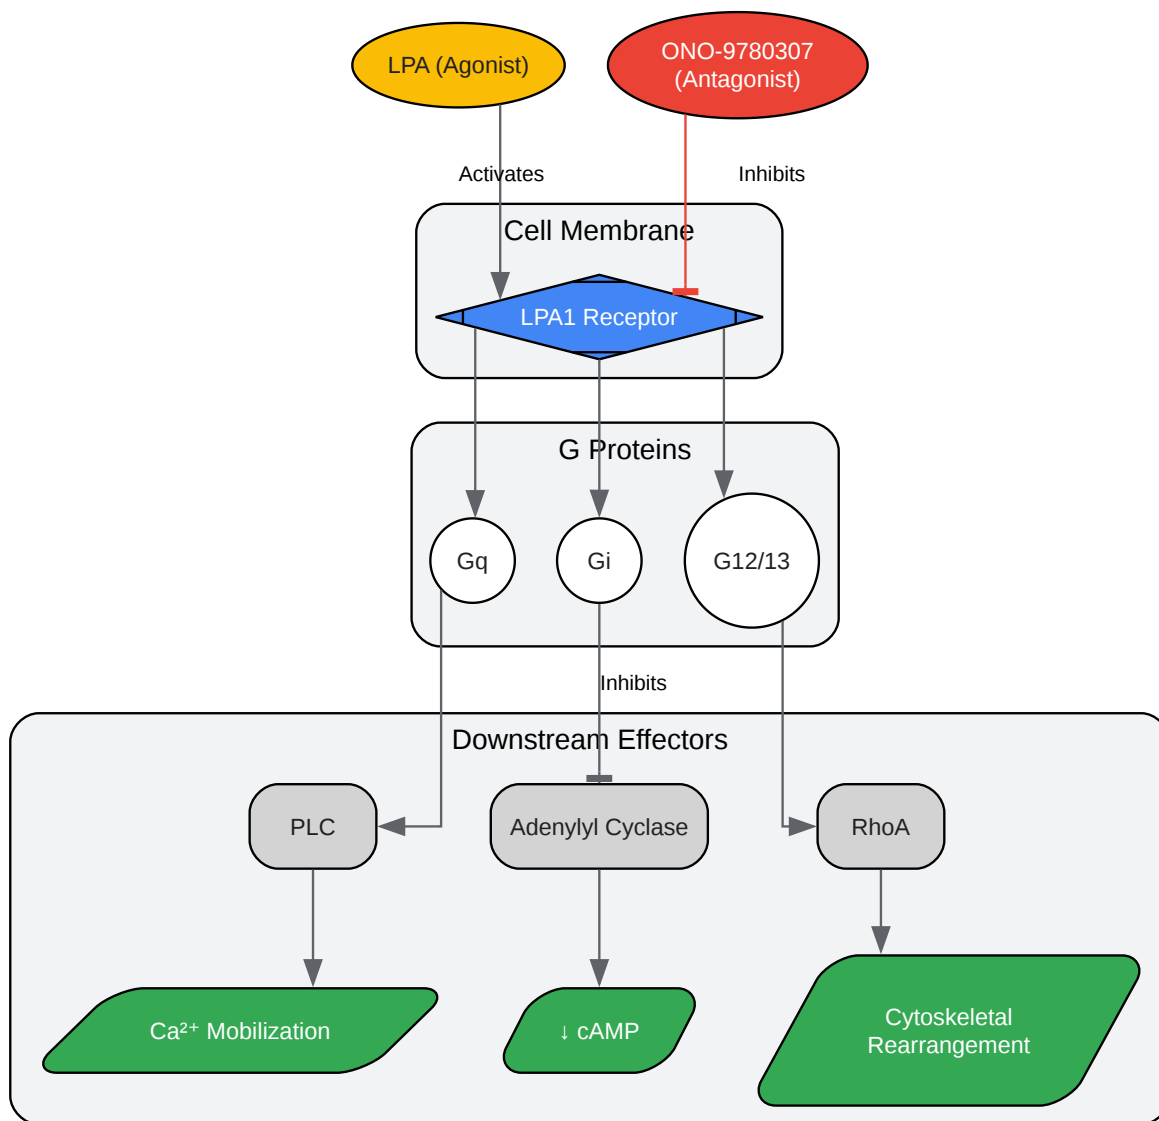 LPA (Agonist)
ONO-9780307
(Antagonist)
Activates
Inhibits
Cell Membrane
LPA1 Receptor
G Proteins
Gq
Gi
G12/13
Inhibits
Downstream Effectors
PLC
Adenylyl Cyclase
RhoA
Ca²⁺ Mobilization
↓ cAMP
Cytoskeletal
Rearrangement